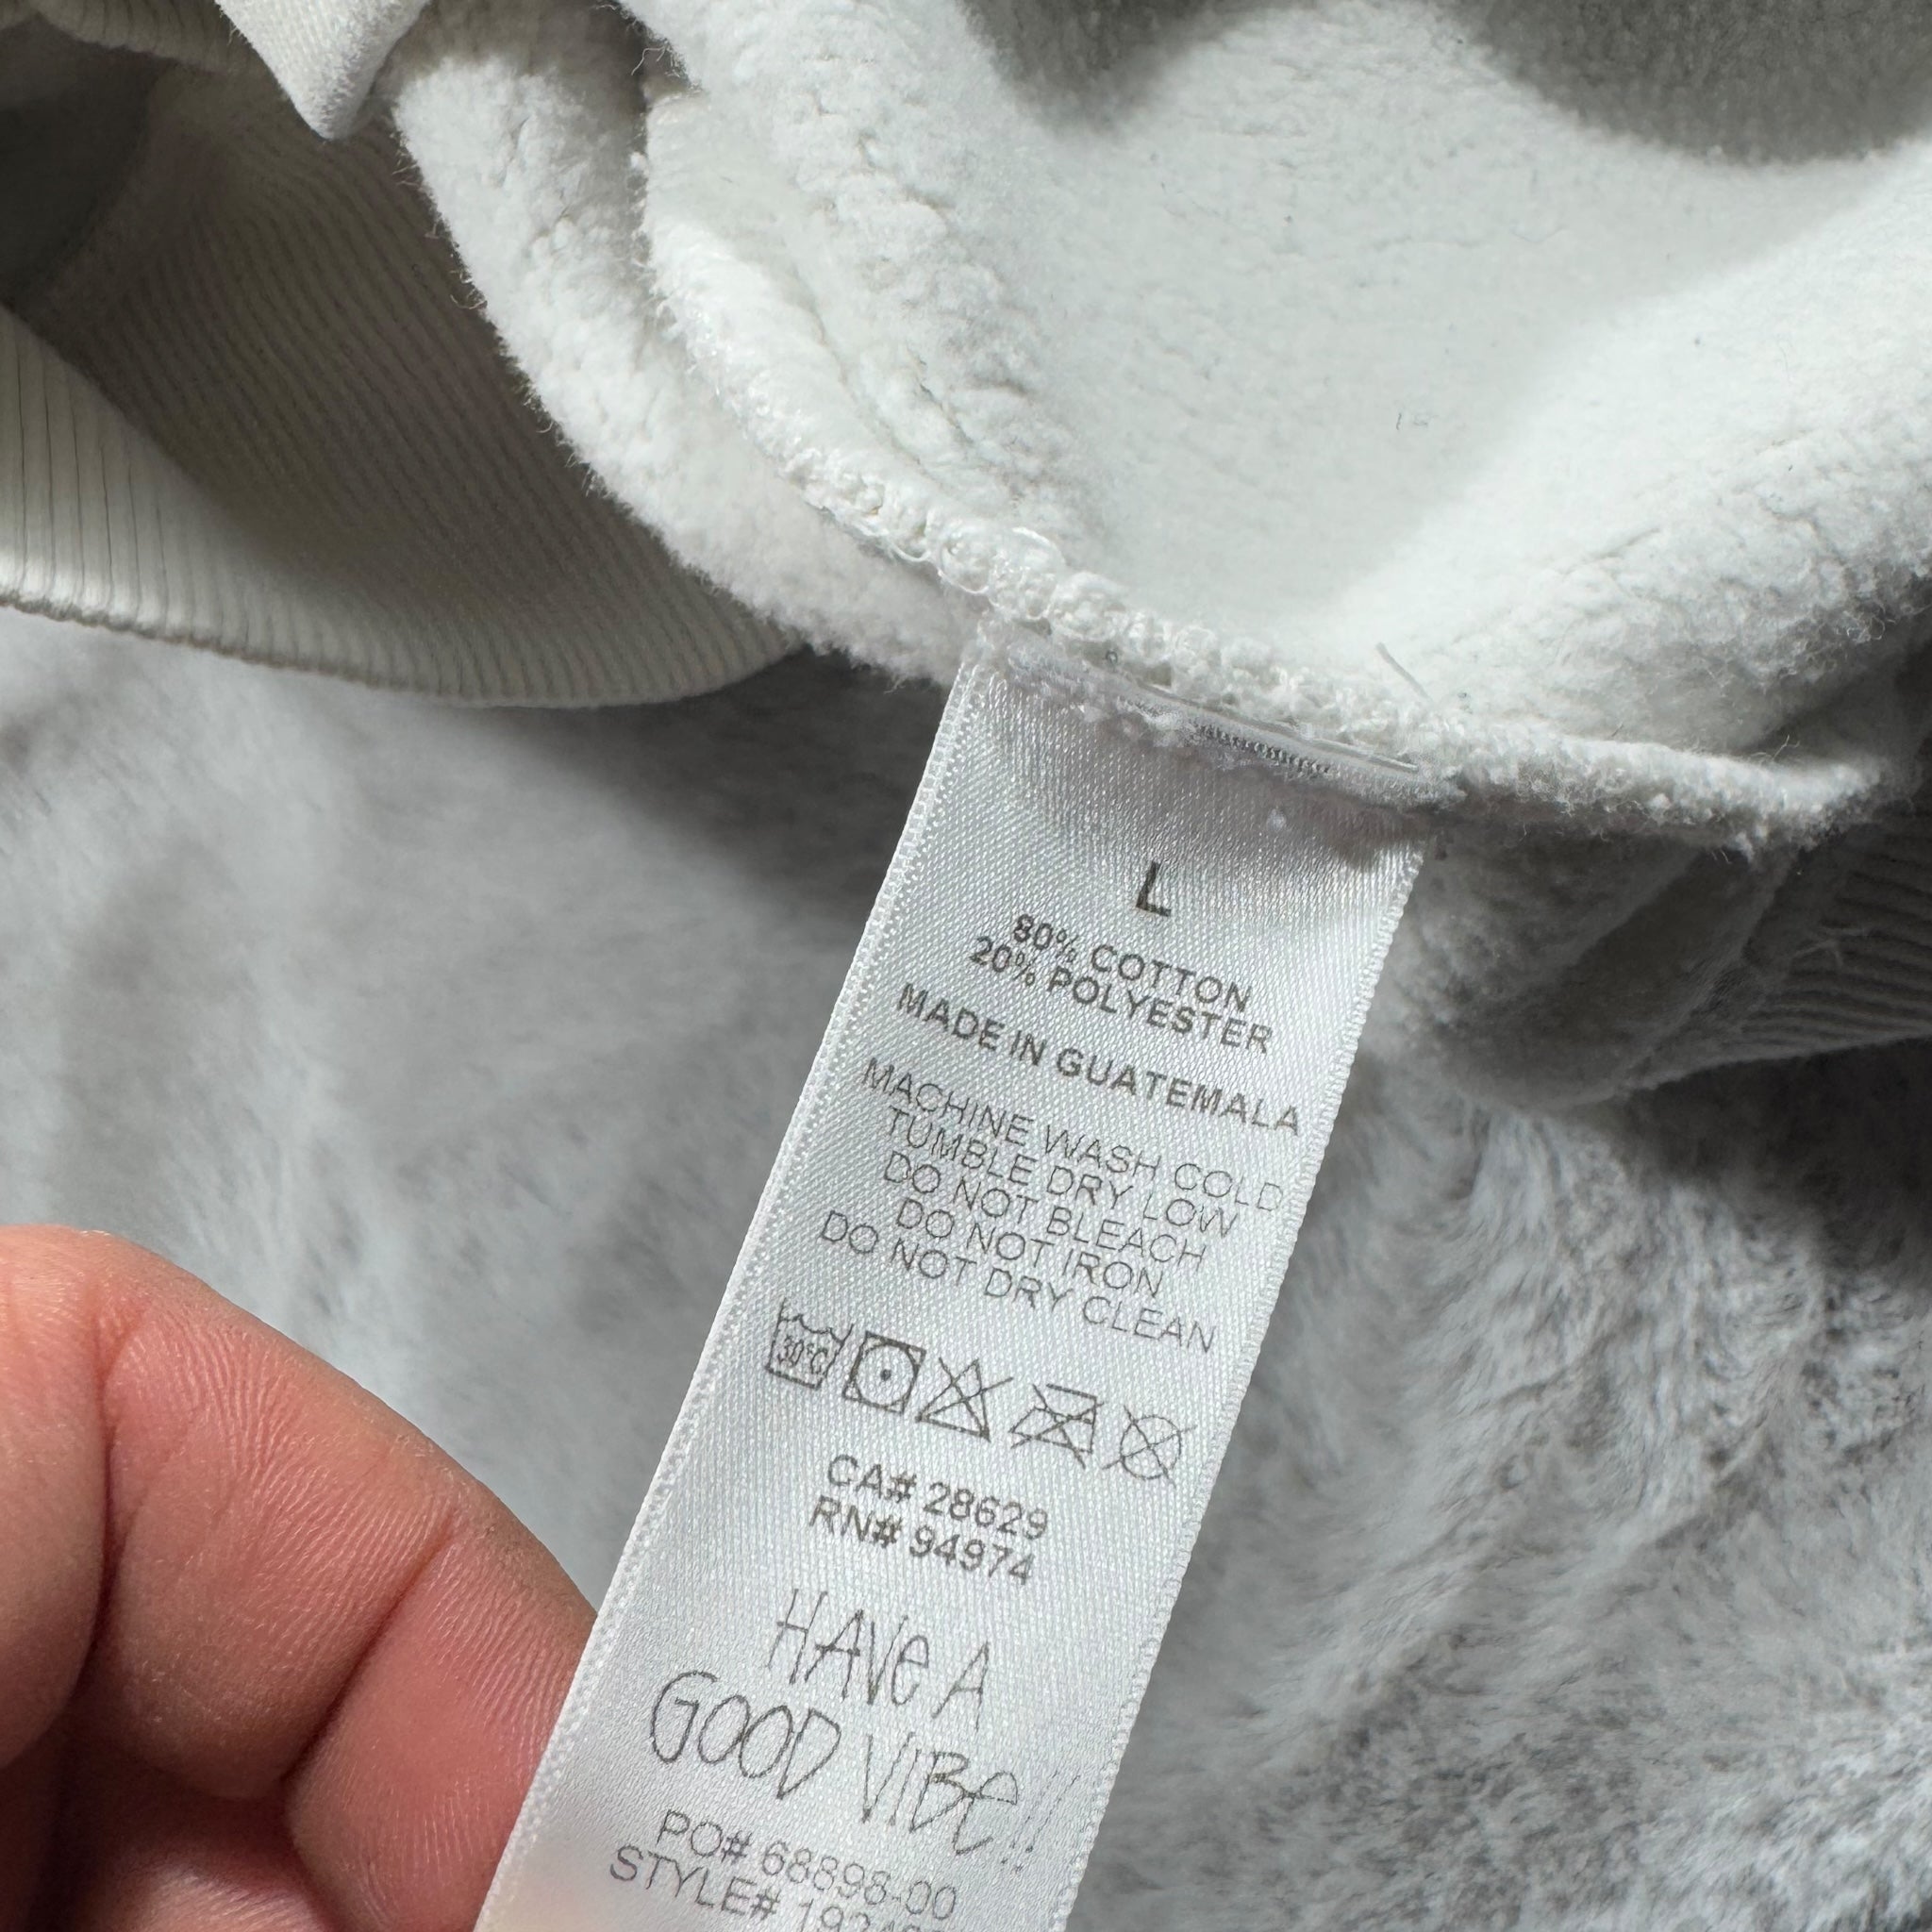 L
80% COTTON
20% POLYESTER
MADE IN GUATEMALA
MACHINE WASH COLD
TUMBLE DRY LOW
DO NOT BLEACH
DO NOT IRON
DO NOT DRY CLEAN
30°C
CA# 28629
RN# 94974
HAVe A
GOOD VIBe!!
PO# 68898-00
STYLE#